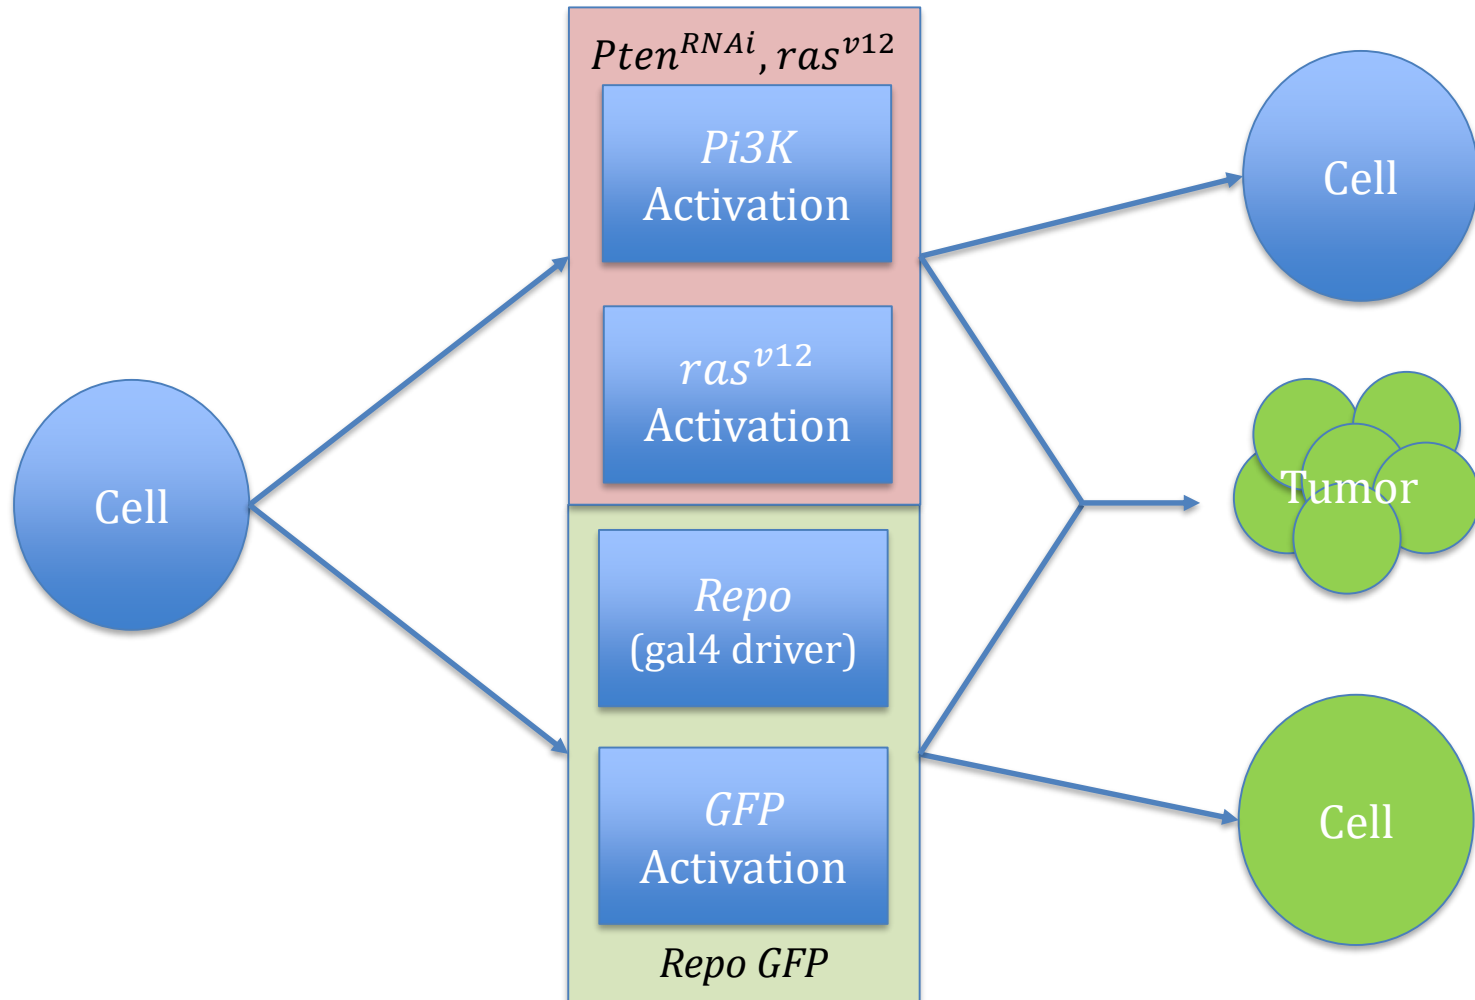 Pten^{RNAi}, ras^{v12}
Pi3K
Activation
Cell
ras^{v12}
Activation
Cell
Tumor
Repo
(gal4 driver)
GFP
Activation
Cell
Repo GFP